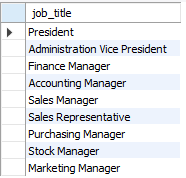 job_title
President
Administration Vice President
Finance Manager
Accounting Manager
Sales Manager
Sales Representative
Purchasing Manager
Stock Manager
Marketing Manager